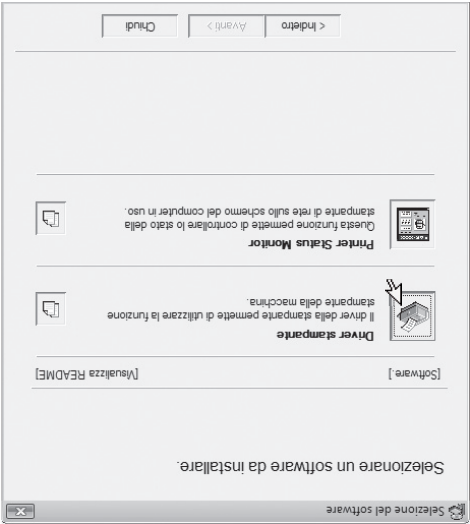 Selezione del software
Selezionare un software da installare.
[Software.] [Visualizza README]
Driver stampante
Il driver della stampante permette di utilizzare la funzione
stampante della macchina.
Printer Status Monitor
Questa funzione permette di controllare lo stato della
stampante di rete sullo schermo del computer in uso.
< Indietro Avanti > Chiudi